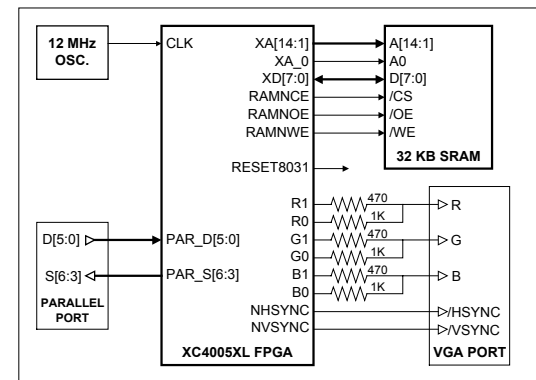 12 MHz
OSC.
CLK
XA[14:1]
XA_0
XD[7:0]
RAMNCE
RAMNOE
RAMNWE
A[14:1]
A0
D[7:0]
/CS
/OE
/WE
32 KB SRAM
RESET8031
R1
470
R0
1K
G1
470
G0
1K
B1
470
B0
1K
NHSYNC
NVSYNC
R
G
B
/HSYNC
/VSYNC
VGA PORT
D[5:0]
S[6:3]
PARALLEL
PORT
PAR_D[5:0]
PAR_S[6:3]
XC4005XL FPGA